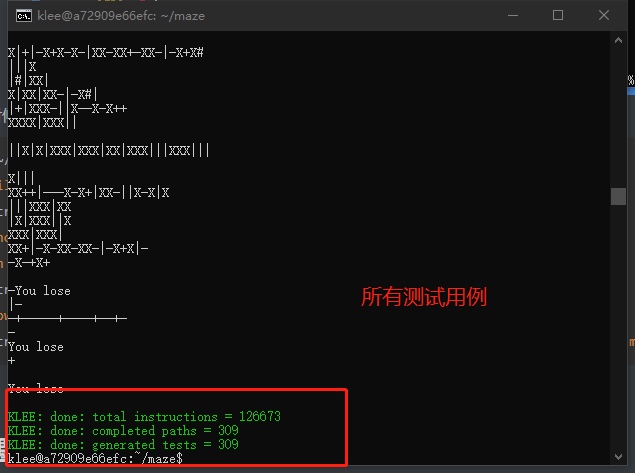 klee@a72909e66efc: ~/maze
X|+|-X+X-X-|XX-XX+-XX-|-X+X#
|||X
|#|XX|
X|XX|XX-|-X#|
|+|XXX-||X--X-X++
XXXX|XXX||
||X|X|XXX|XXX|XX|XXX|||XXX|||
X|||
XX++|---X-X+|XX-||X-X|X
|||XXX|XX
|X|XXX||X
XXX|XXX|
XX+|-X-XX-XX-|-X+X|-
-X-+X+
所有测试用例
-You lose
|-
-+-----+----+--+-
-
You lose
+
You lose
KLEE: done: total instructions = 126673
KLEE: done: completed paths = 309
KLEE: done: generated tests = 309
klee@a72909e66efc:~/maze$